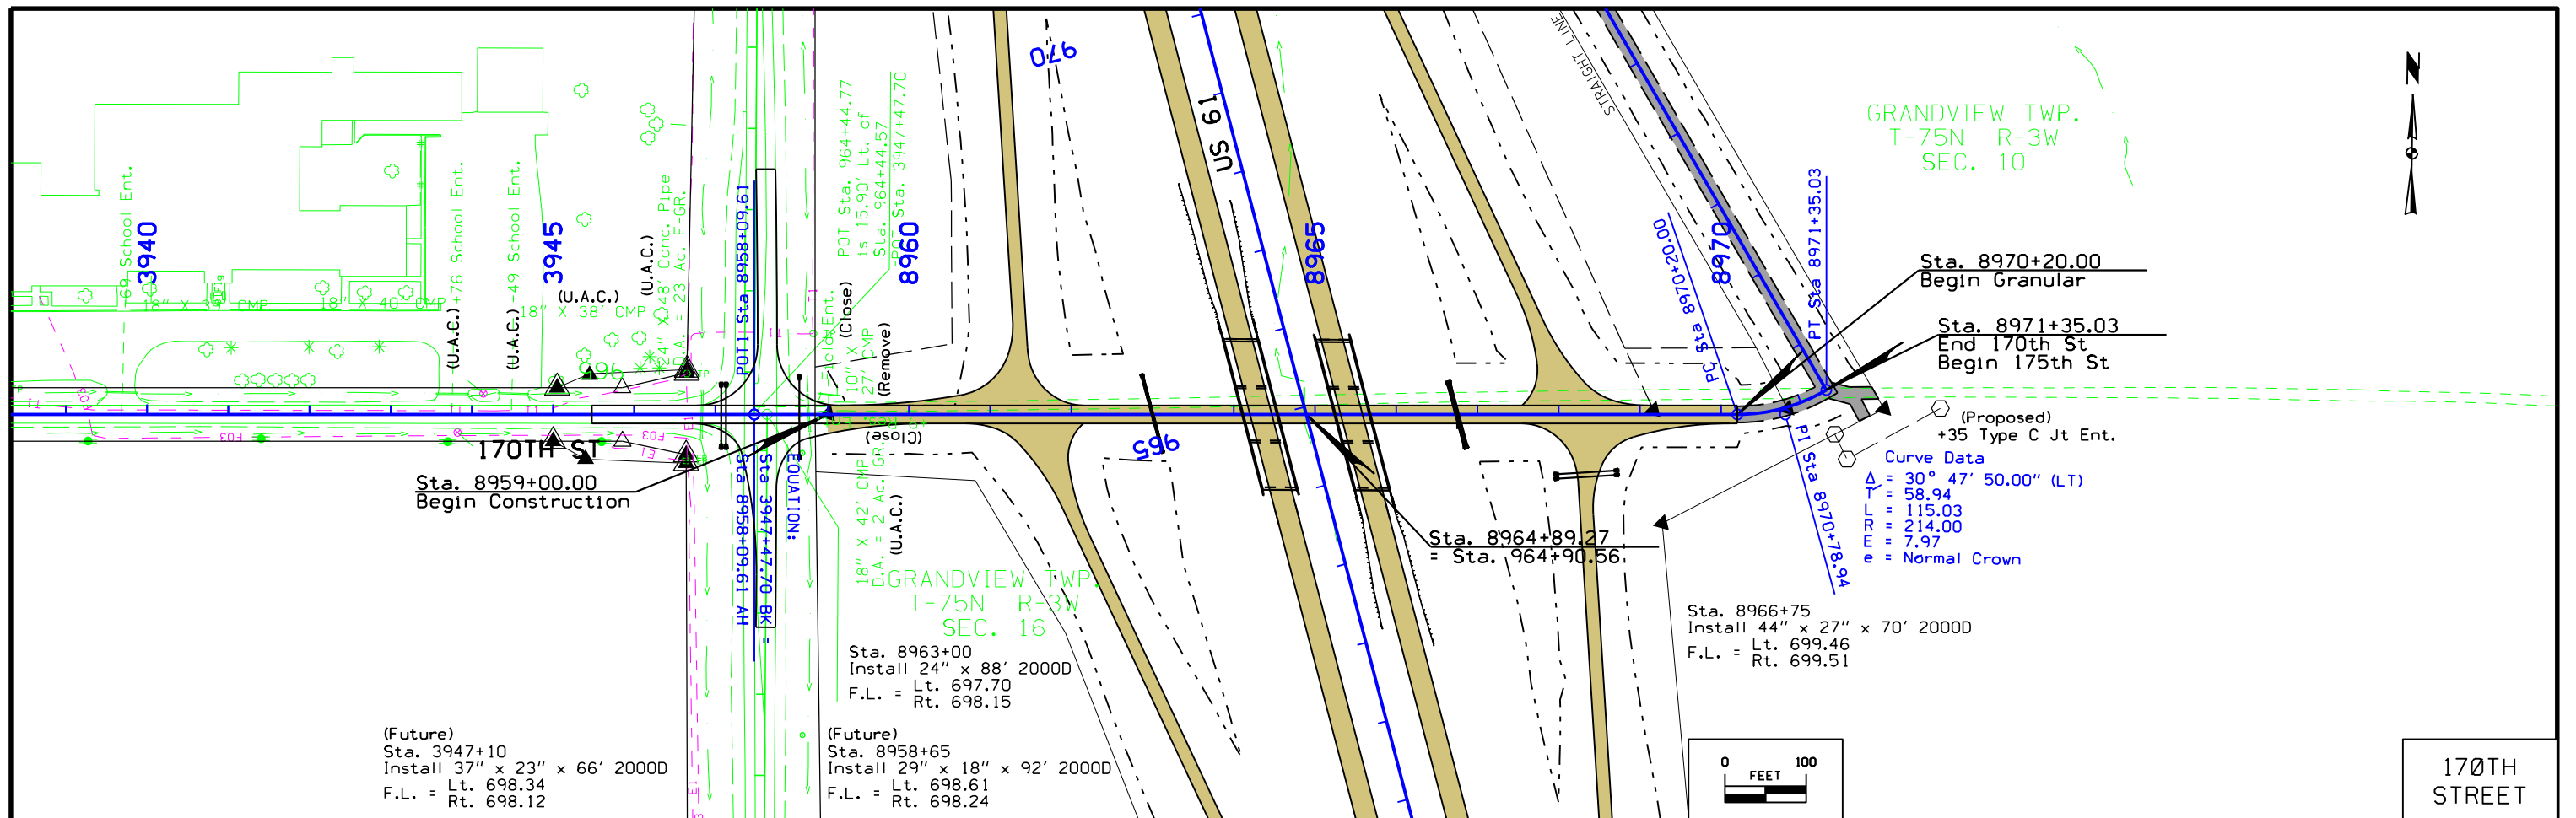 N
GRANDVIEW TWP.
T-75N R-3W
SEC. 10
STRAIGHT LINE
970
US 61
POT Sta. 964+44.77
is 15.90' Lt. of
Sta. 964+44.57
Sta. 3947+47.70
+69 School Ent.
3940
18" X 39' CMP
18" X 40' CMP
+76 School Ent.
(U.A.C.)
+49 School Ent.
(U.A.C.)
3945
(U.A.C.)
18" X 38' CMP
(U.A.C.)
24" X 48' Conc. Pipe
D.A. = 23 Ac. F-GR.
POT1 Sta 8958+09.61
Field Ent.
(Close)
27' CMP
(Remove)
8960
8965
8970
PC Sta 8970+20.00
PT Sta 8971+35.03
Sta. 8970+20.00
Begin Granular
Sta. 8971+35.03
End 170th St
Begin 175th St
(Proposed)
+35 Type C Jt Ent.
PI Sta 8970+78.94
Curve Data
Δ = 30° 47' 50.00" (LT)
T = 58.94
L = 115.03
R = 214.00
E = 7.97
e = Normal Crown
170TH ST
Sta. 8959+00.00
Begin Construction
EQUATION:
Sta 3947+47.70 BK =
Sta 8958+09.61 AH
(Close)
18" X 42' CMP
D.A. = 2 Ac. GR.
(U.A.C.)
965
Sta. 8964+89.27
= Sta. 964+90.56
GRANDVIEW TWP.
T-75N R-3W
SEC. 16
Sta. 8963+00
Install 24" x 88' 2000D
F.L. = Lt. 697.70
Rt. 698.15
Sta. 8966+75
Install 44" x 27" x 70' 2000D
F.L. = Lt. 699.46
Rt. 699.51
(Future)
Sta. 3947+10
Install 37" x 23" x 66' 2000D
F.L. = Lt. 698.34
Rt. 698.12
(Future)
Sta. 8958+65
Install 29" x 18" x 92' 2000D
F.L. = Lt. 698.61
Rt. 698.24
0 100
FEET
170TH
STREET